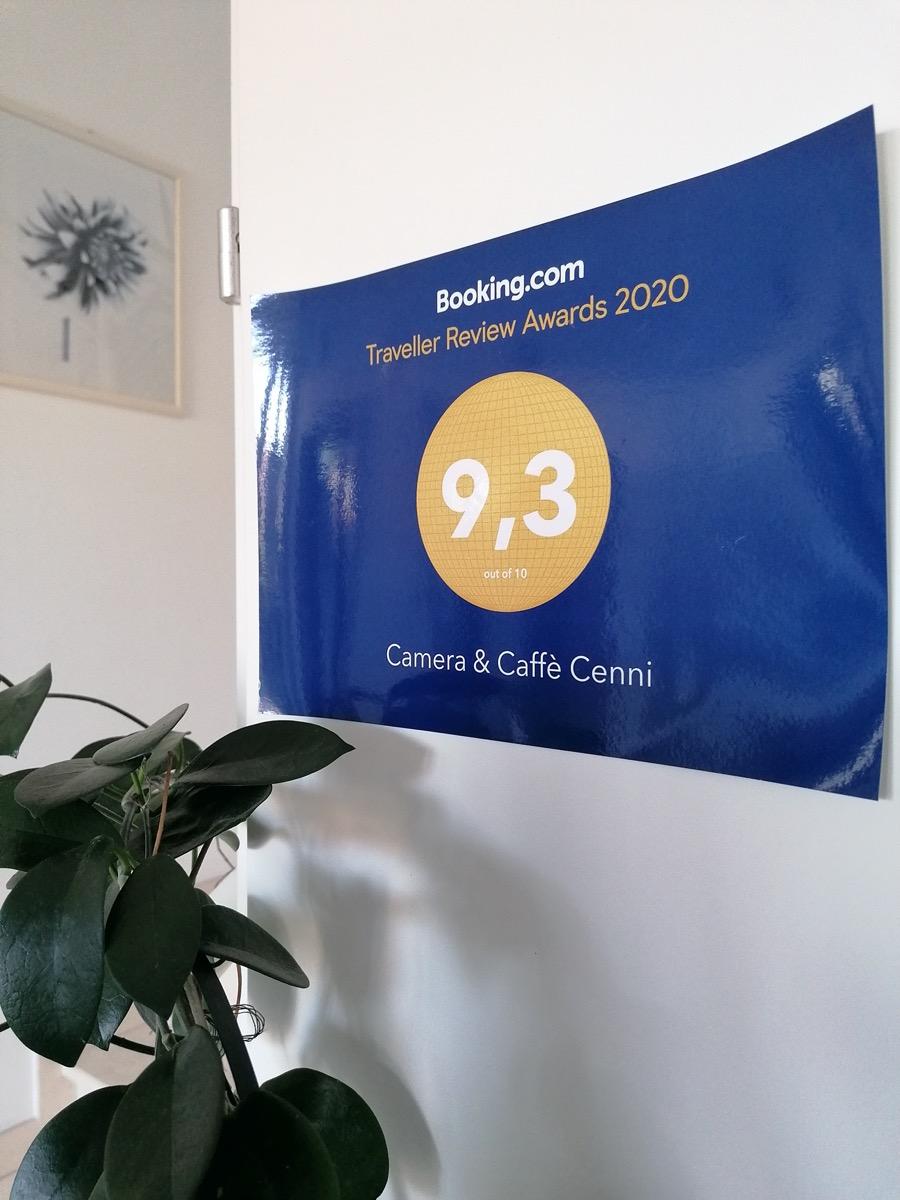 Booking.com
Traveller Review Awards 2020
9,3
out of 10
Camera & Caffè Cenni